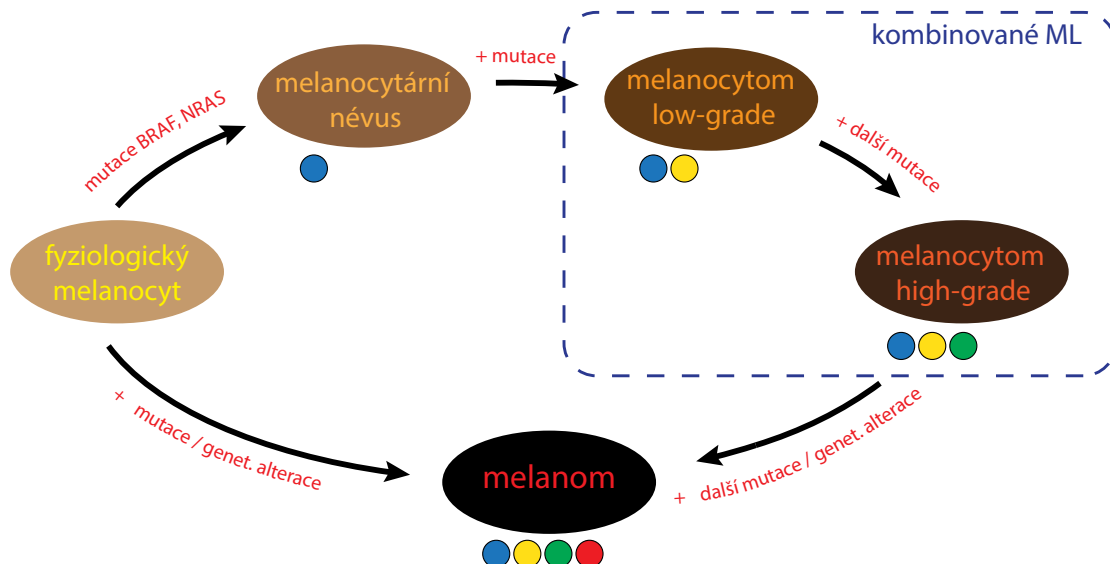 kombinované ML
melanocytární
névus
+ mutace
melanocytom
low-grade
mutace BRAF, NRAS
+ další mutace
fyziologický
melanocyt
melanocytom
high-grade
+ mutace / genet. alterace
melanom
+ další mutace / genet. alterace